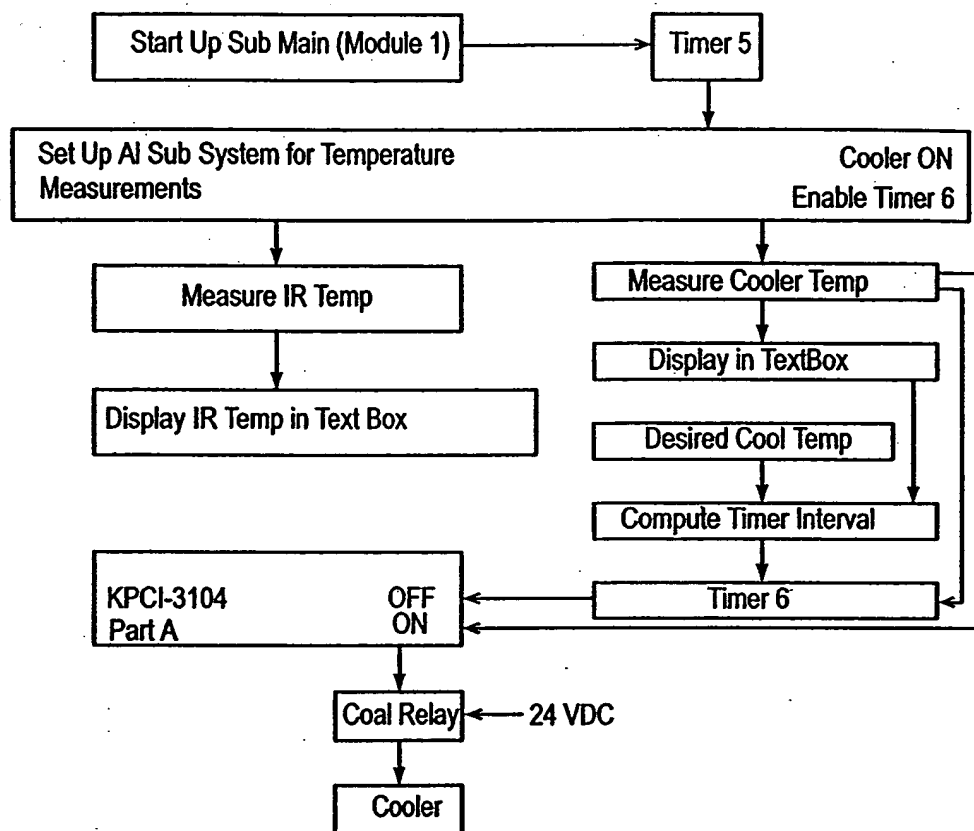 Start Up Sub Main (Module 1)
Timer 5
Set Up AI Sub System for Temperature
Measurements
Cooler ON
Enable Timer 6
Measure IR Temp
Measure Cooler Temp
Display in TextBox
Display IR Temp in Text Box
Desired Cool Temp
Compute Timer Interval
KPCI-3104
Part A
OFF
ON
Timer 6
Coal Relay
24 VDC
Cooler